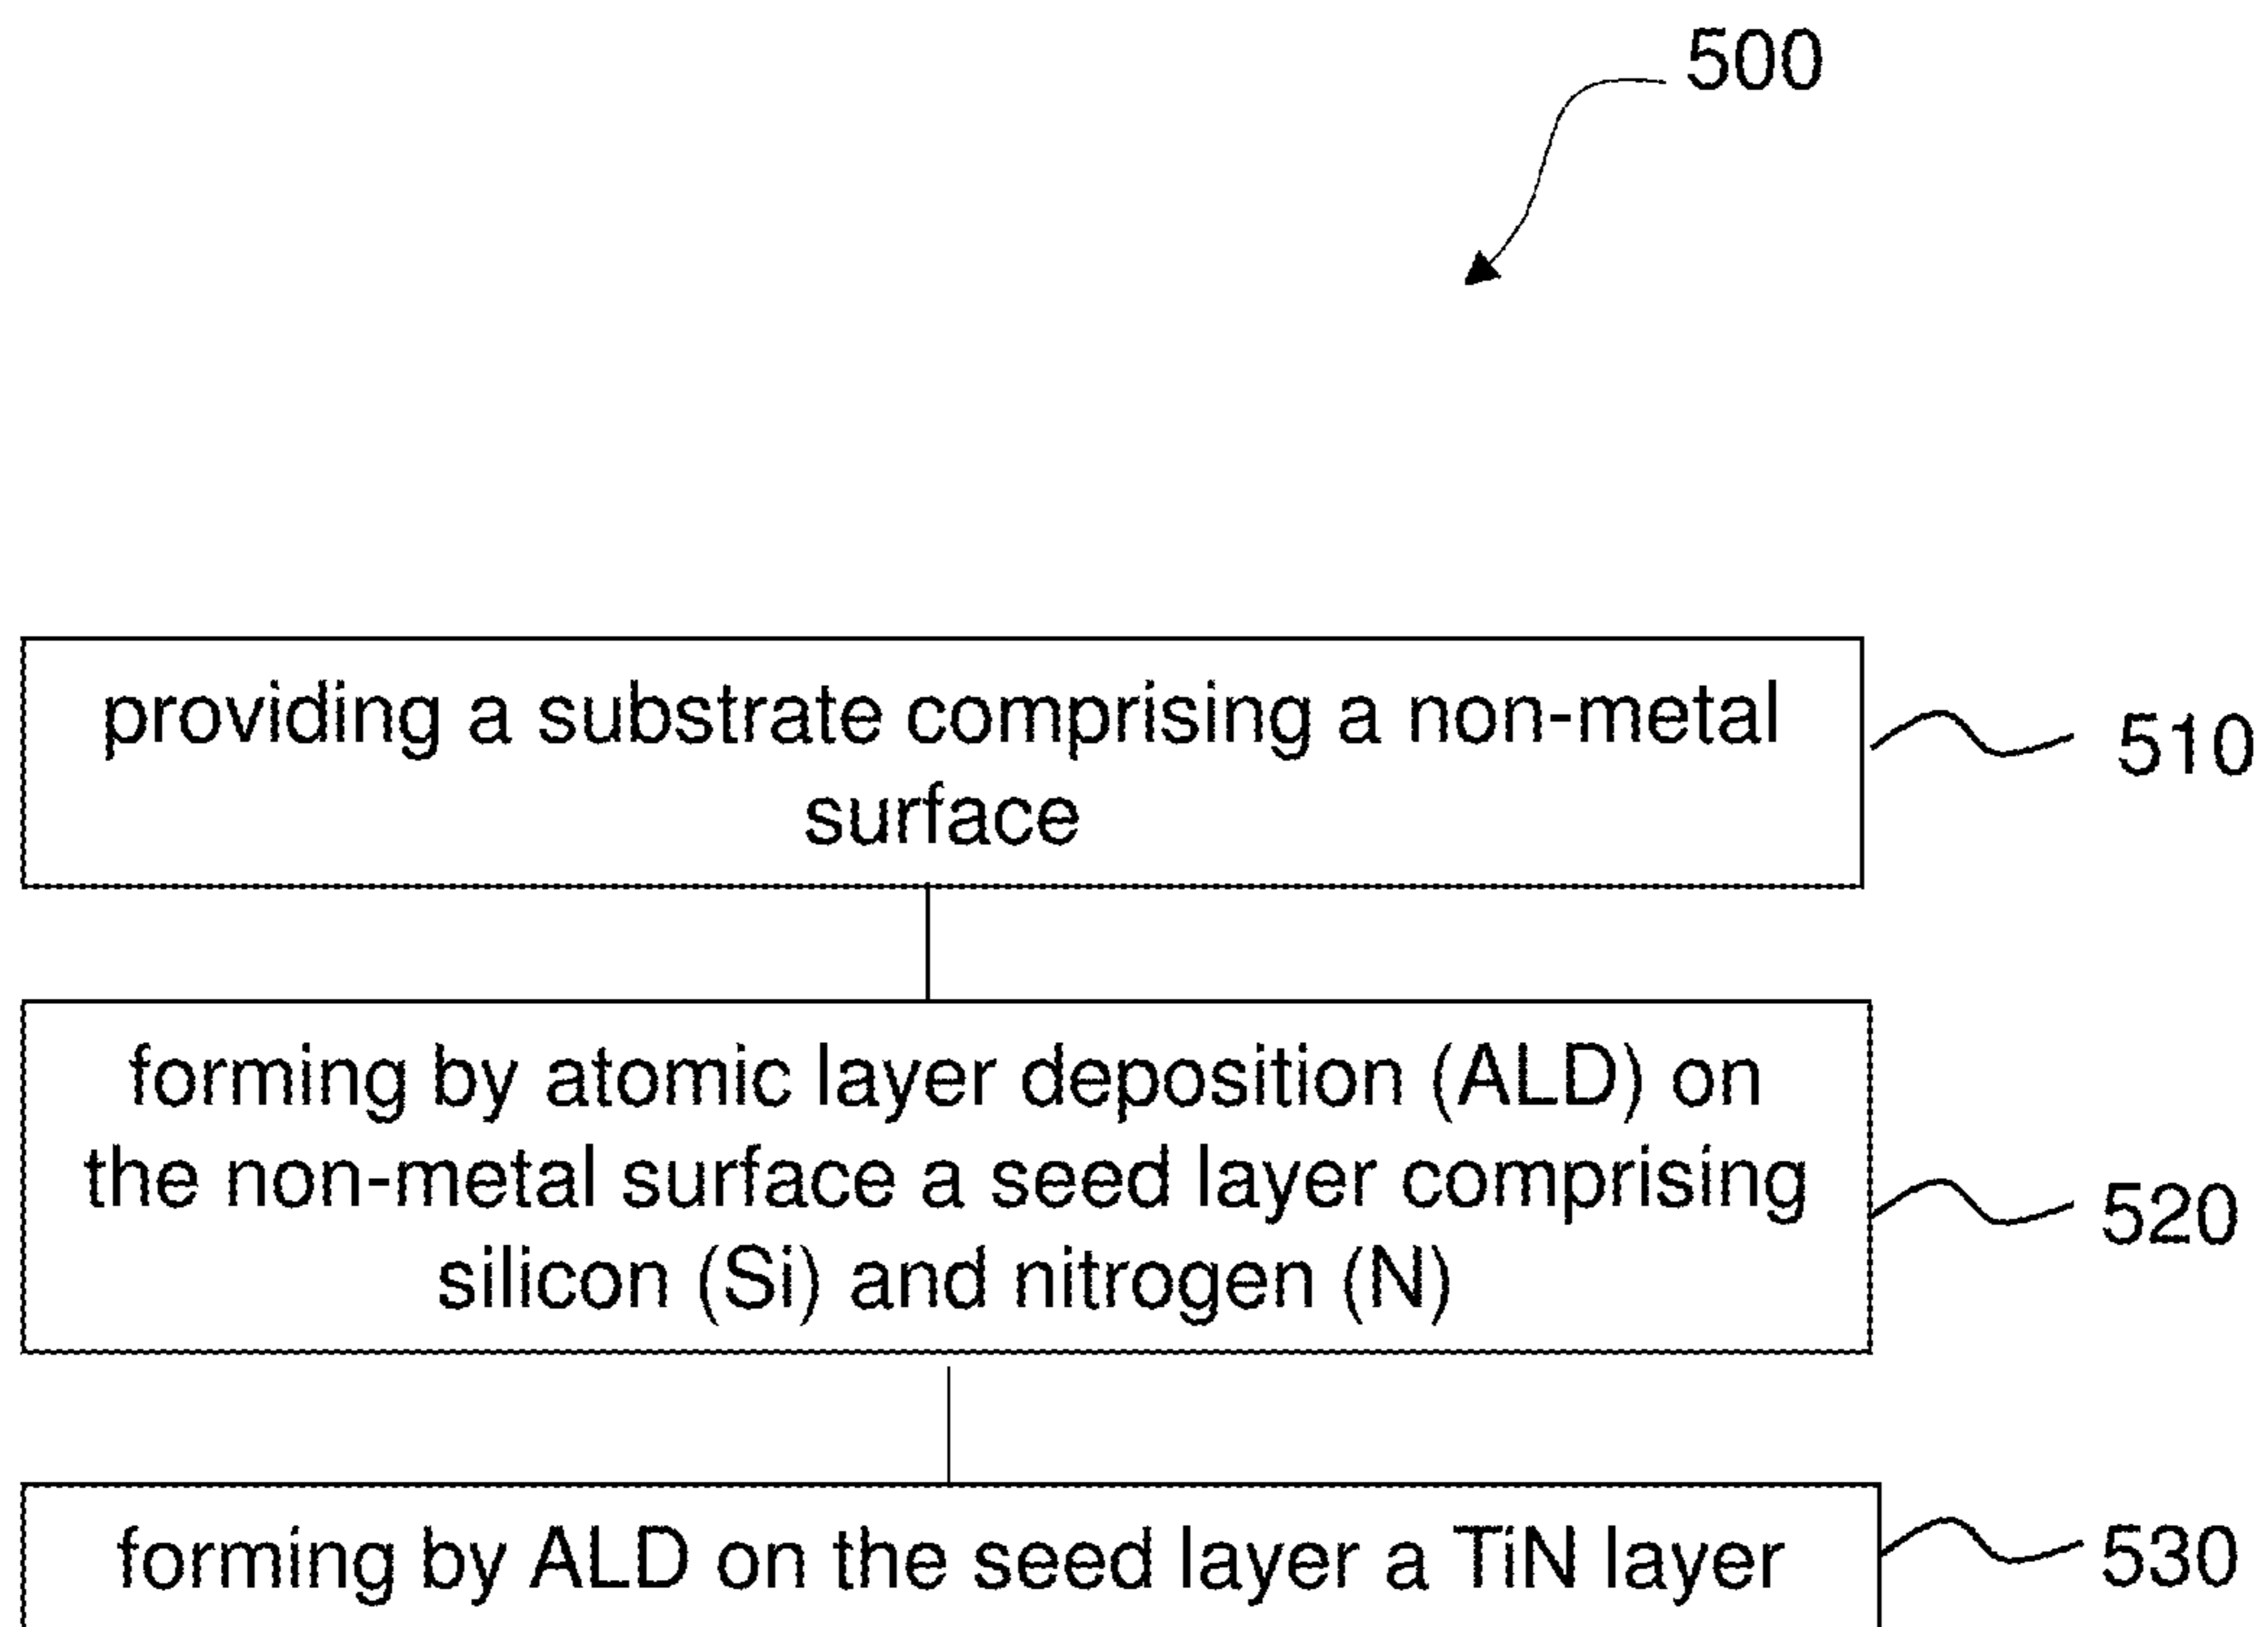 500
providing a substrate comprising a non-metal
surface
510
forming by atomic layer deposition (ALD) on
the non-metal surface a seed layer comprising
silicon (Si) and nitrogen (N)
520
forming by ALD on the seed layer a TiN layer
530